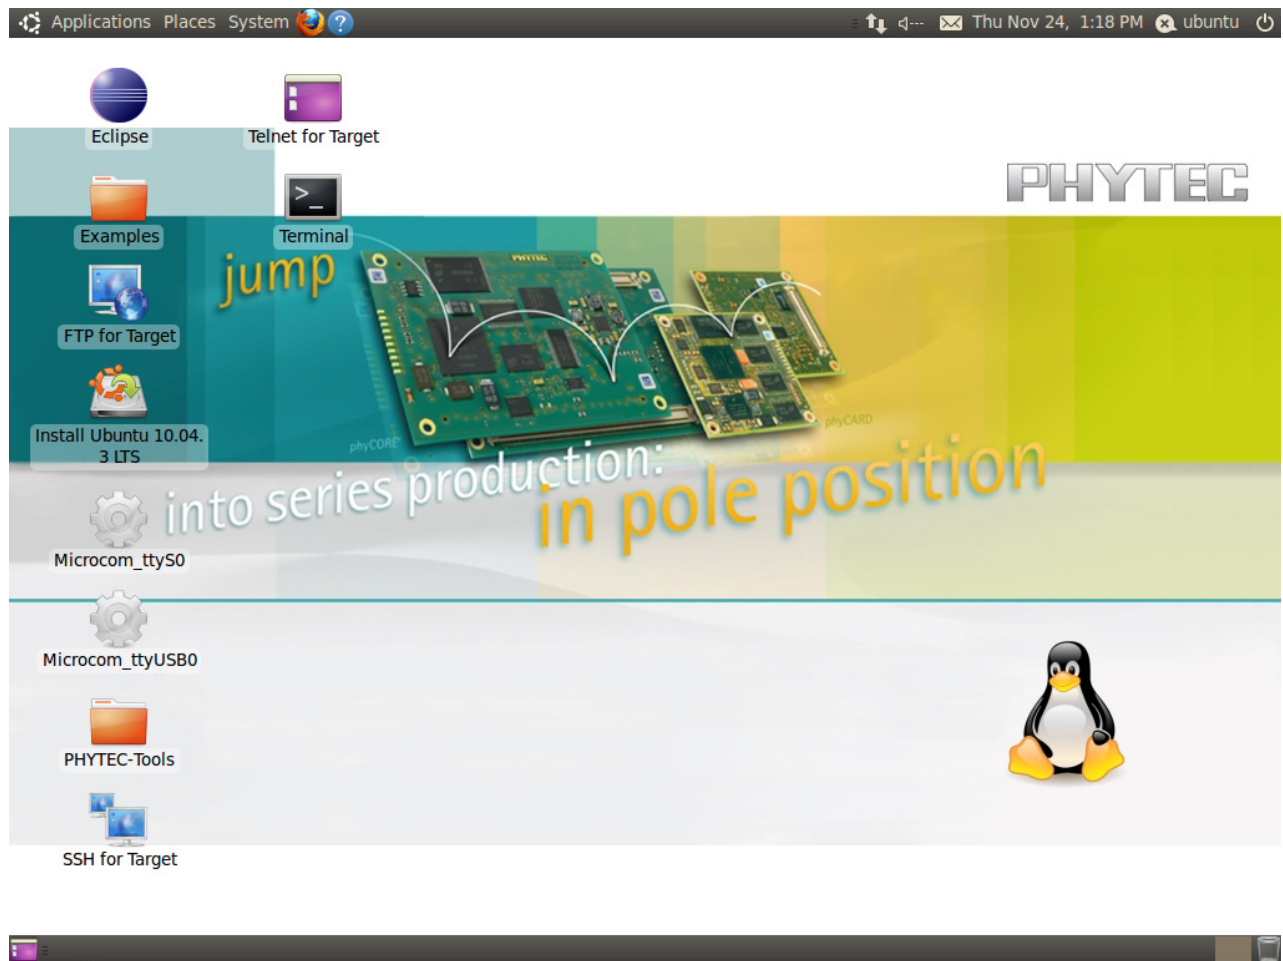 Applications Places System
Thu Nov 24, 1:18 PM
ubuntu
Eclipse
Telnet for Target
PHYTEC
Examples
Terminal
jump
PHYTEC
FTP for Target
Install Ubuntu 10.04.
3 LTS
phyCORE
phyCARD
into series production:
in pole position
Microcom_ttyS0
Microcom_ttyUSB0
PHYTEC-Tools
SSH for Target